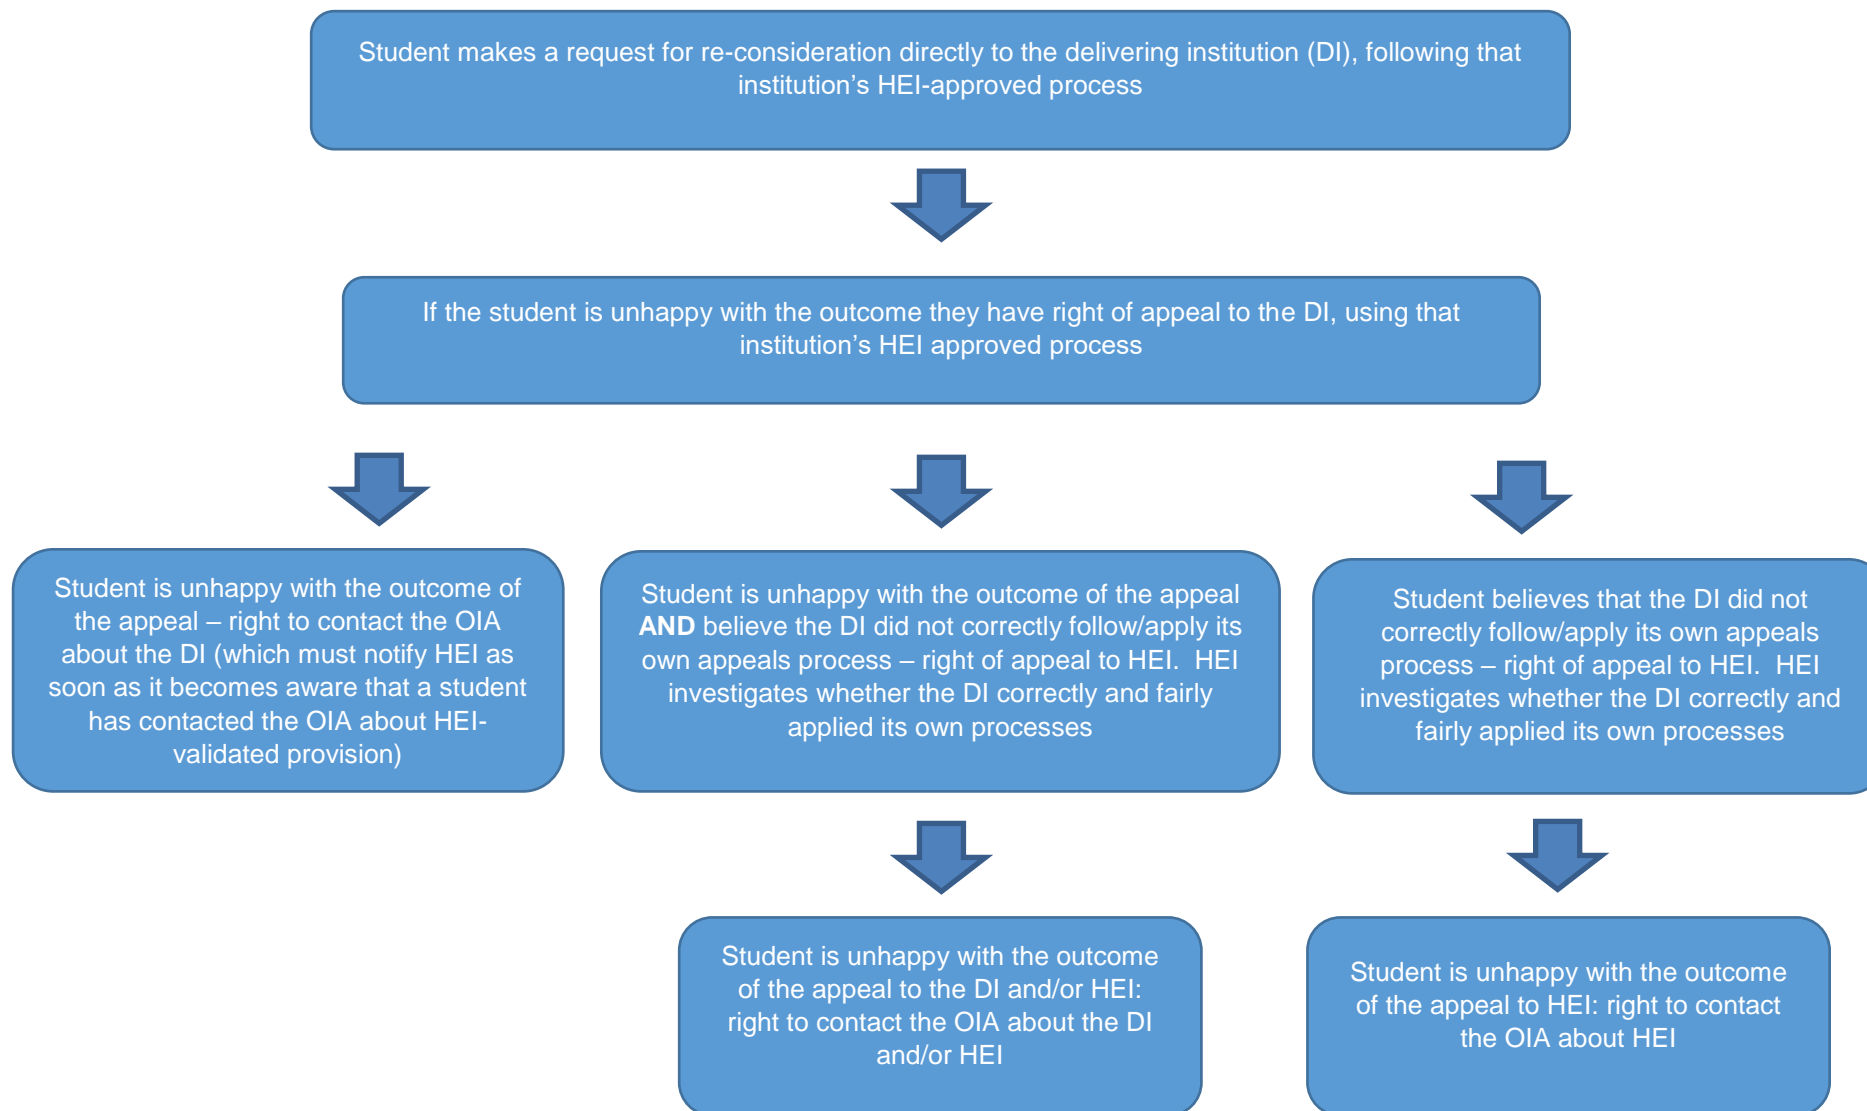 Student makes a request for re-consideration directly to the delivering institution (DI), following that
institution’s HEI-approved process
If the student is unhappy with the outcome they have right of appeal to the DI, using that
institution’s HEI approved process
Student is unhappy with the outcome of
the appeal – right to contact the OIA
about the DI (which must notify HEI as
soon as it becomes aware that a student
has contacted the OIA about HEI-
validated provision)
Student is unhappy with the outcome of the appeal
AND believe the DI did not correctly follow/apply its
own appeals process – right of appeal to HEI.  HEI
investigates whether the DI correctly and fairly
applied its own processes
Student believes that the DI did not
correctly follow/apply its own appeals
process – right of appeal to HEI.  HEI
investigates whether the DI correctly and
fairly applied its own processes
Student is unhappy with the outcome
of the appeal to the DI and/or HEI:
right to contact the OIA about the DI
and/or HEI
Student is unhappy with the outcome
of the appeal to HEI: right to contact
the OIA about HEI